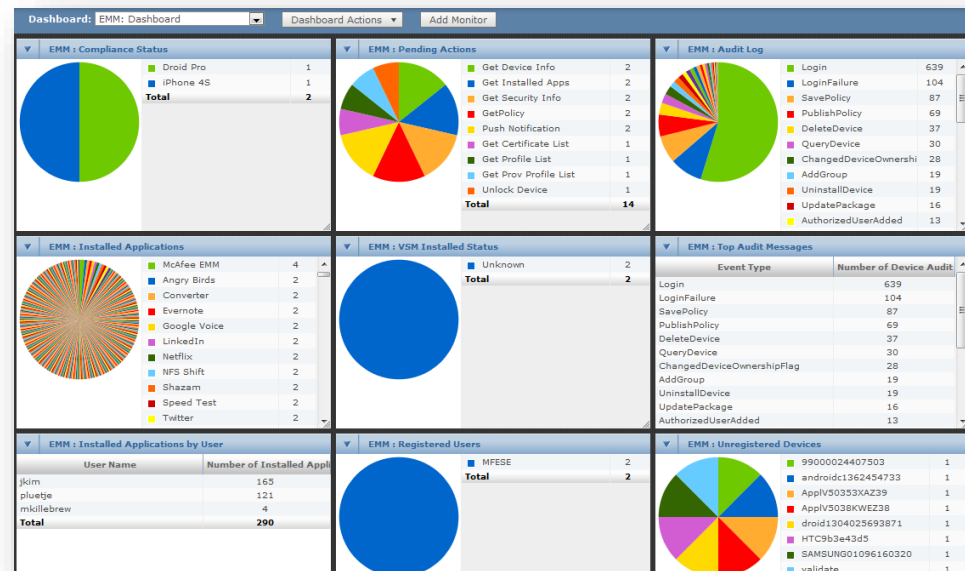 Dashboard: EMM: Dashboard Dashboard Actions Add Monitor
EMM : Compliance Status
Droid Pro 1
iPhone 4S 1
Total 2
EMM : Pending Actions
Get Device Info 2
Get Installed Apps 2
Get Security Info 2
GetPolicy 2
Push Notification 2
Get Certificate List 1
Get Profile List 1
Get Prov Profile List 1
Unlock Device 1
Total 14
EMM : Audit Log
Login 639
LoginFailure 104
SavePolicy 87
PublishPolicy 69
DeleteDevice 37
QueryDevice 30
ChangedDeviceOwnershi 28
AddGroup 19
UninstallDevice 19
UpdatePackage 16
AuthorizedUserAdded 13
EMM : Installed Applications
McAfee EMM 4
Angry Birds 2
Converter 2
Evernote 2
Google Voice 2
LinkedIn 2
Netflix 2
NFS Shift 2
Shazam 2
Speed Test 2
Twitter 2
EMM : VSM Installed Status
Unknown 2
Total 2
EMM : Top Audit Messages
Event Type Number of Device Audit
Login 639
LoginFailure 104
SavePolicy 87
PublishPolicy 69
DeleteDevice 37
QueryDevice 30
ChangedDeviceOwnershipFlag 28
AddGroup 19
UninstallDevice 19
UpdatePackage 16
AuthorizedUserAdded 13
EMM : Installed Applications by User
User Name Number of Installed Appli
jkim 165
pluetje 121
mkillebrew 4
Total 290
EMM : Registered Users
MFESE 2
Total 2
EMM : Unregistered Devices
99000024407503 1
androidc1362454733 1
ApplV50353XAZ39 1
ApplV5038KWEZ38 1
droid1304025693871 1
HTC9b3e43d5 1
SAMSUNG01096160320 1
validate 1